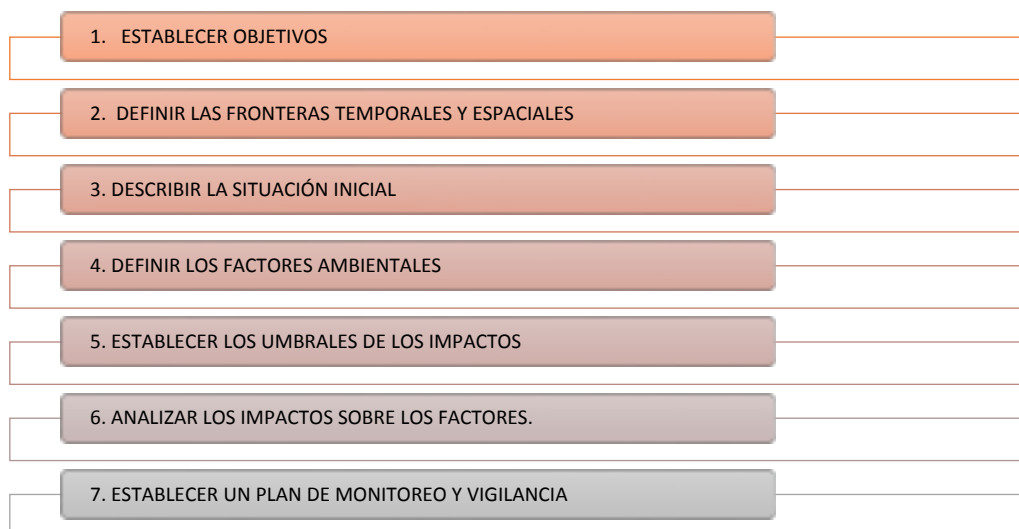 1. ESTABLECER OBJETIVOS
2. DEFINIR LAS FRONTERAS TEMPORALES Y ESPACIALES
3. DESCRIBIR LA SITUACIÓN INICIAL
4. DEFINIR LOS FACTORES AMBIENTALES
5. ESTABLECER LOS UMBRALES DE LOS IMPACTOS
6. ANALIZAR LOS IMPACTOS SOBRE LOS FACTORES.
7. ESTABLECER UN PLAN DE MONITOREO Y VIGILANCIA